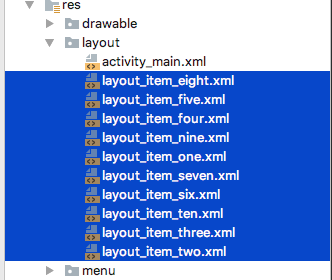 res
drawable
layout
activity_main.xml
layout_item_eight.xml
layout_item_five.xml
layout_item_four.xml
layout_item_nine.xml
layout_item_one.xml
layout_item_seven.xml
layout_item_six.xml
layout_item_ten.xml
layout_item_three.xml
layout_item_two.xml
menu